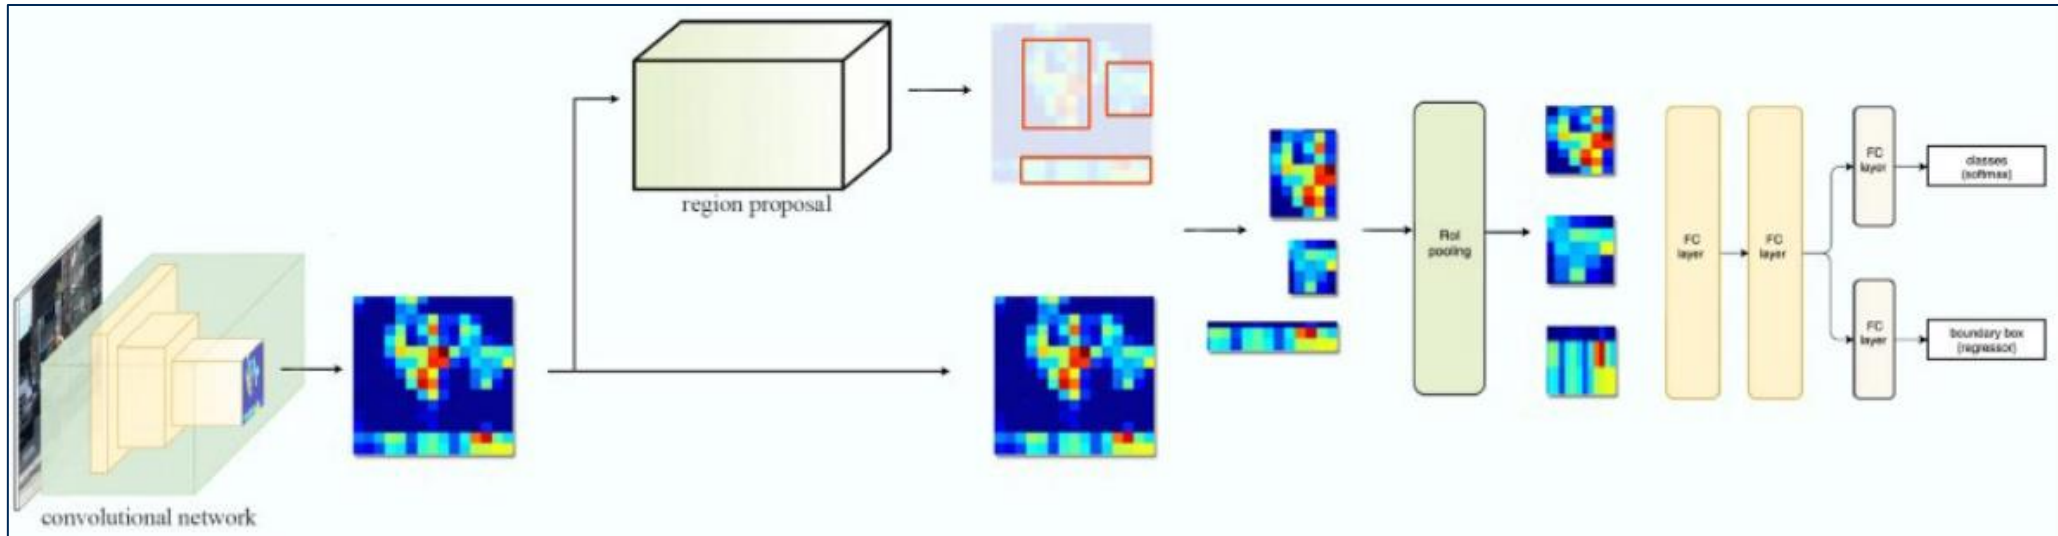 convolutional network
region proposal
RoI
pooling
FC
layer
FC
layer
FC
layer
classes
(softmax)
FC
layer
boundary box
(regressor)